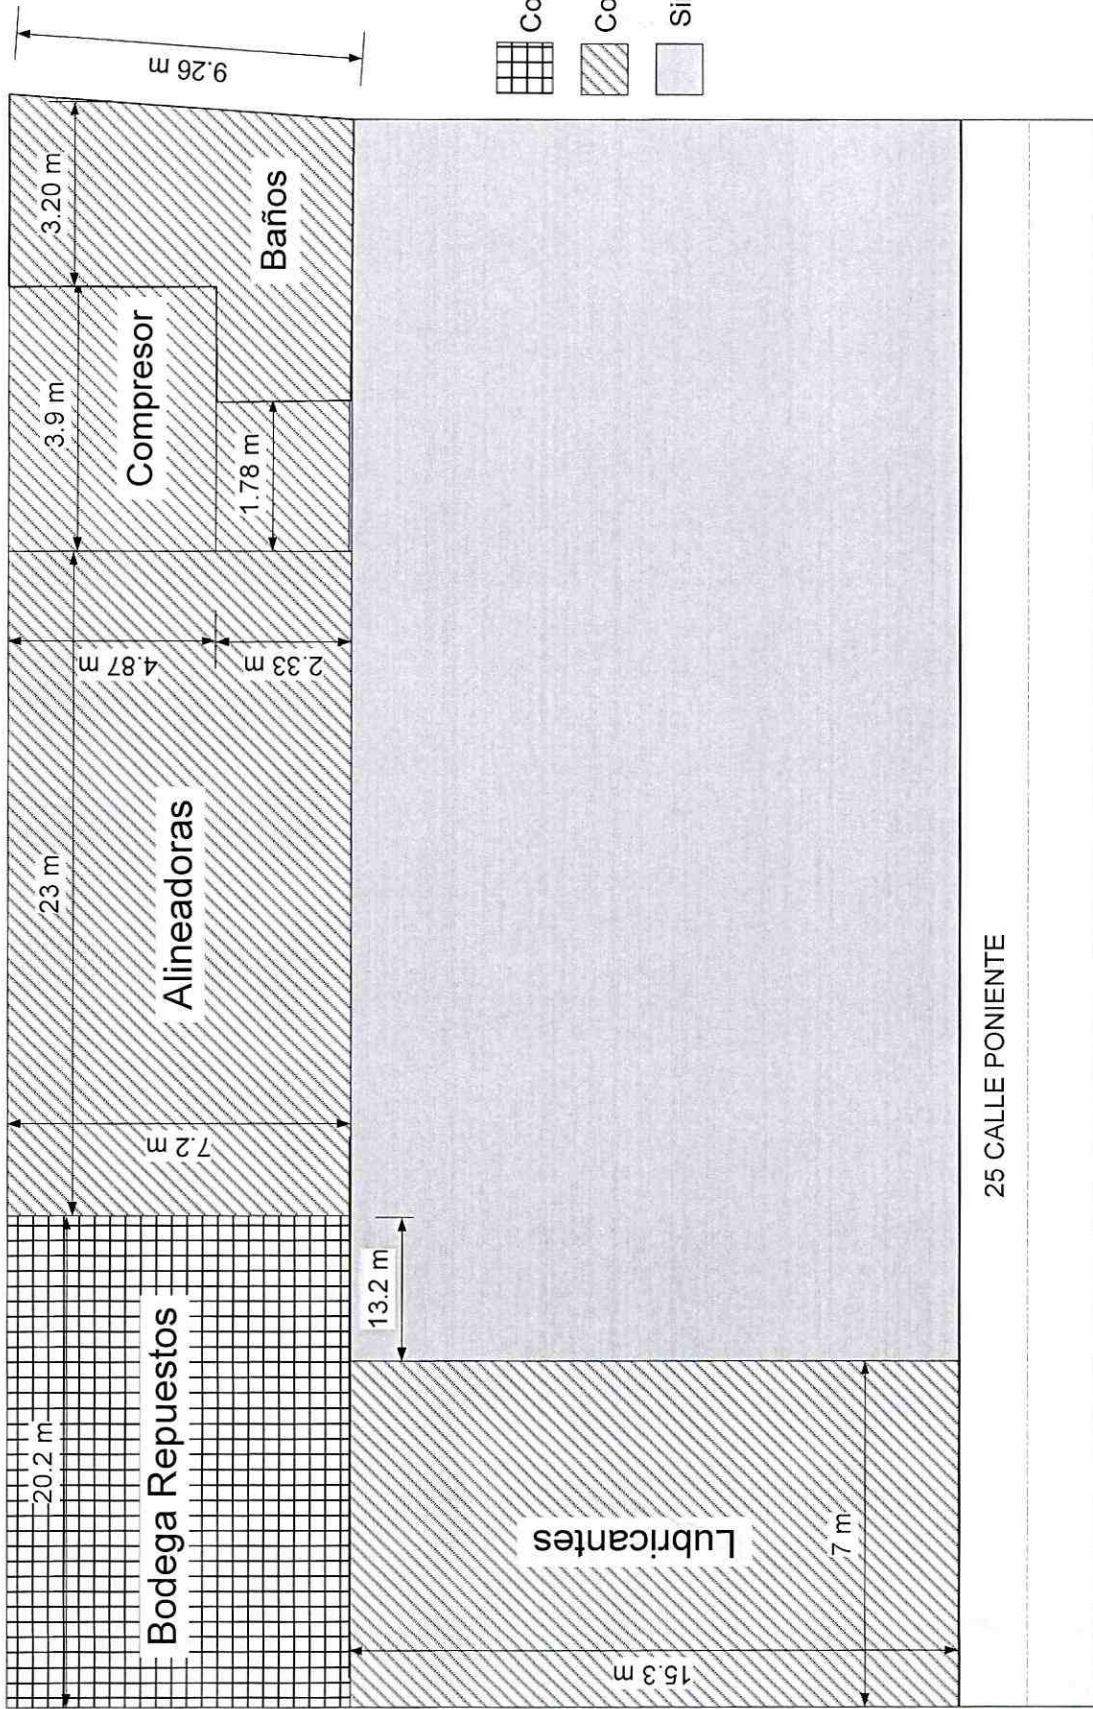 9.26 m
3.20 m
3.9 m
23 m
20.2 m
Baños
Compresor
1.78 m
4.87 m
2.33 m
Alineadoras
7.2 m
Bodega Repuestos
13.2 m
Lubricantes
7 m
15.3 m
25 CALLE PONIENTE
Co
Co
Si